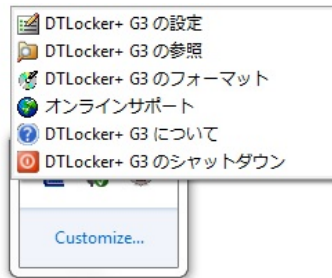 DTLocker+ G3 の設定
DTLocker+ G3 の参照
DTLocker+ G3 のフォーマット
オンラインサポート
DTLocker+ G3 について
DTLocker+ G3 のシャットダウン
Customize...